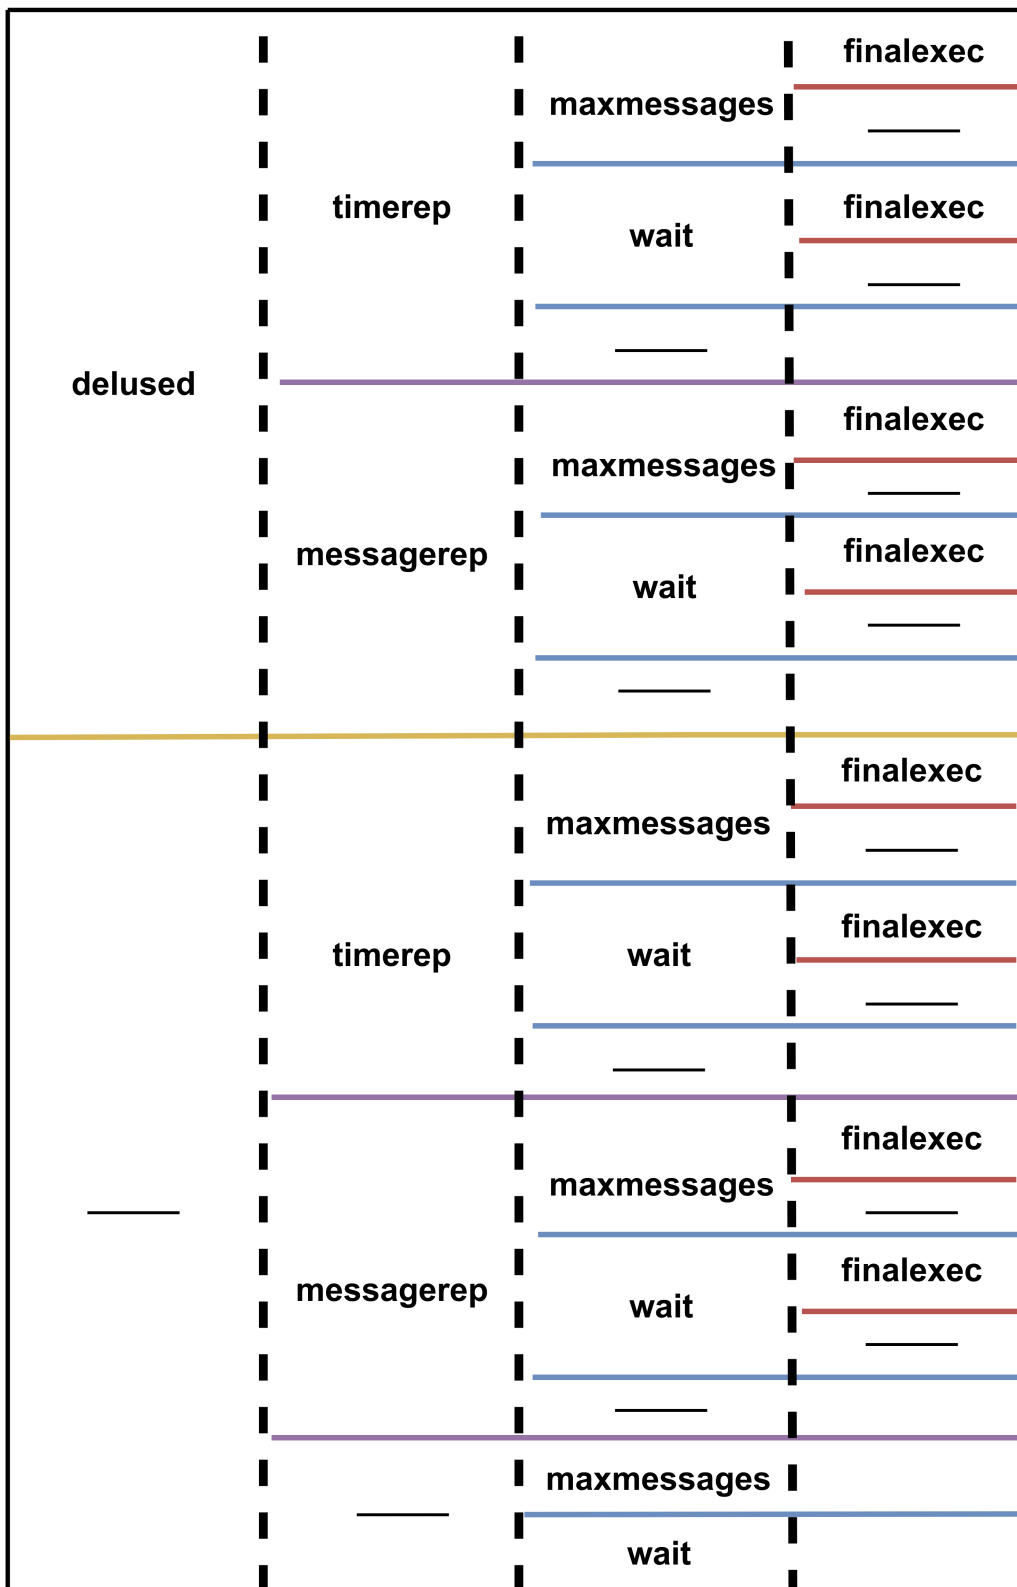 finalexec
maxmessages
timerep
finalexec
wait
delused
finalexec
maxmessages
messagerep
finalexec
wait
finalexec
maxmessages
timerep
finalexec
wait
finalexec
maxmessages
messagerep
finalexec
wait
maxmessages
wait